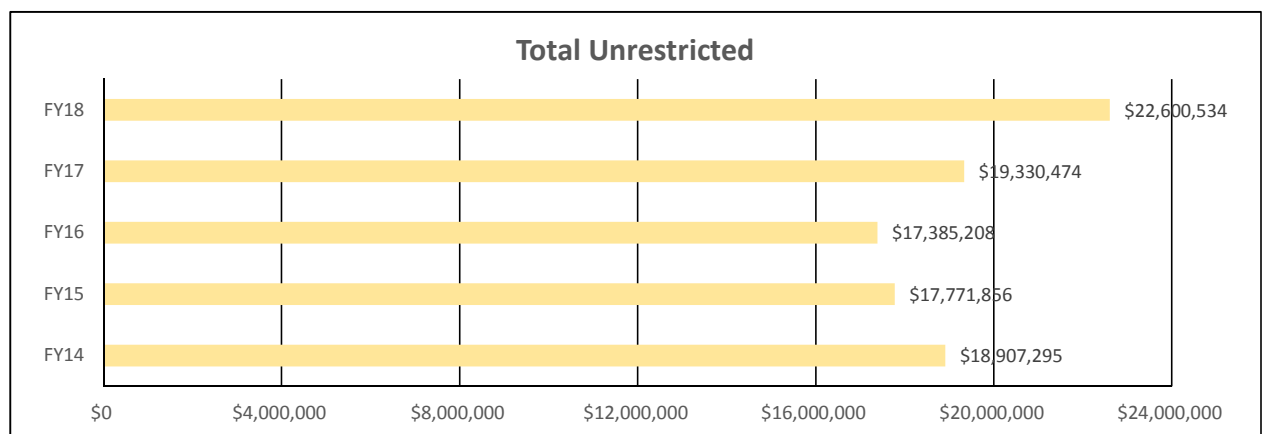 Total Unrestricted
FY18 $22,600,534
FY17 $19,330,474
FY16 $17,385,208
FY15 $17,771,856
FY14 $18,907,295
$0 $4,000,000 $8,000,000 $12,000,000 $16,000,000 $20,000,000 $24,000,000